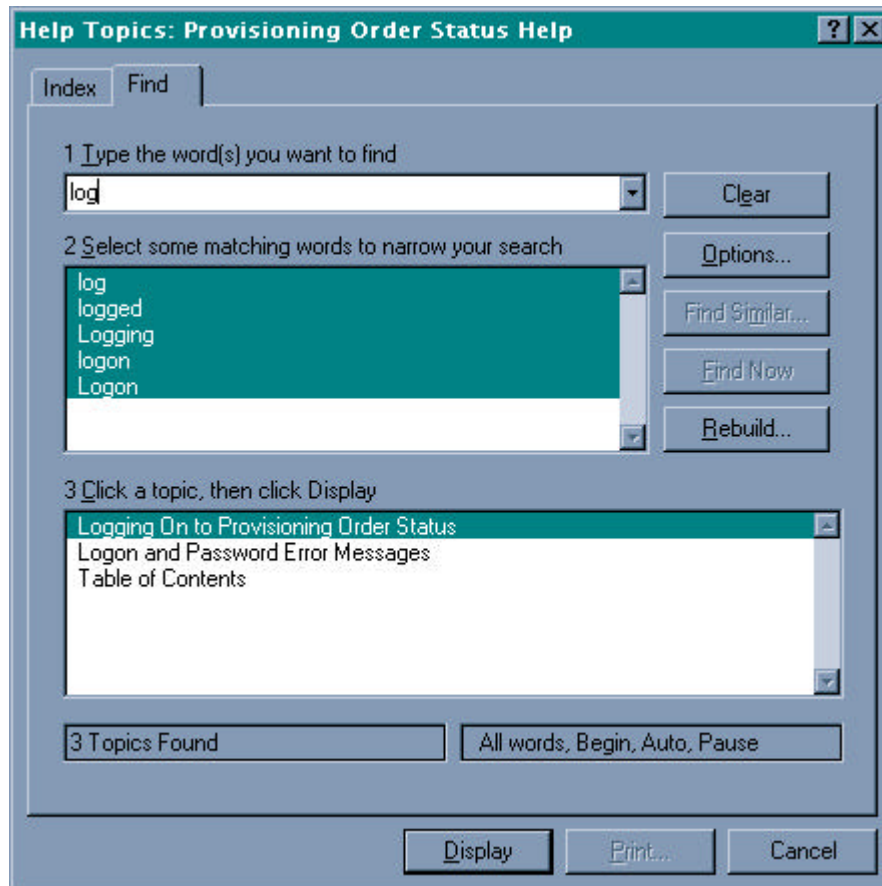 Help Topics: Provisioning Order Status Help
Index
Find
1 Type the word(s) you want to find
log
Clear
2 Select some matching words to narrow your search
Options...
log
logged
Logging
logon
Logon
Find Similar...
Find Now
Rebuild...
3 Click a topic, then click Display
Logging On to Provisioning Order Status
Logon and Password Error Messages
Table of Contents
3 Topics Found
All words, Begin, Auto, Pause
Display
Print...
Cancel